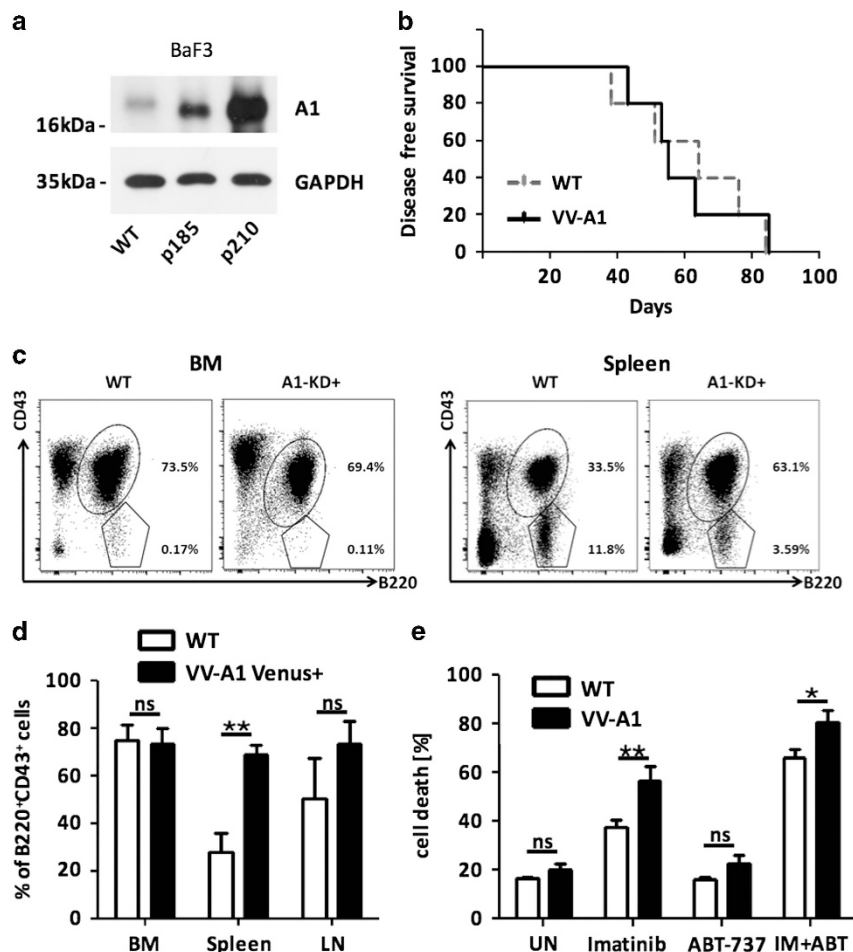 a
BaF3
A1
16kDa -
35kDa -
GAPDH
WT
p185
p210
b
Disease free survival
100
80
60
40
20
0
WT
VV-A1
20 40 60 80 100
Days
c
BM
WT A1-KD+
CD43
73.5%
0.17%
69.4%
0.11%
B220
Spleen
WT A1-KD+
CD43
33.5%
11.8%
63.1%
3.59%
B220
d
WT
VV-A1 Venus+
% of B220⁺CD43⁺ cells
100
80
60
40
20
0
ns
**
ns
BM Spleen LN
e
WT
VV-A1
cell death [%]
100
80
60
40
20
0
ns
**
ns
*
UN Imatinib ABT-737 IM+ABT